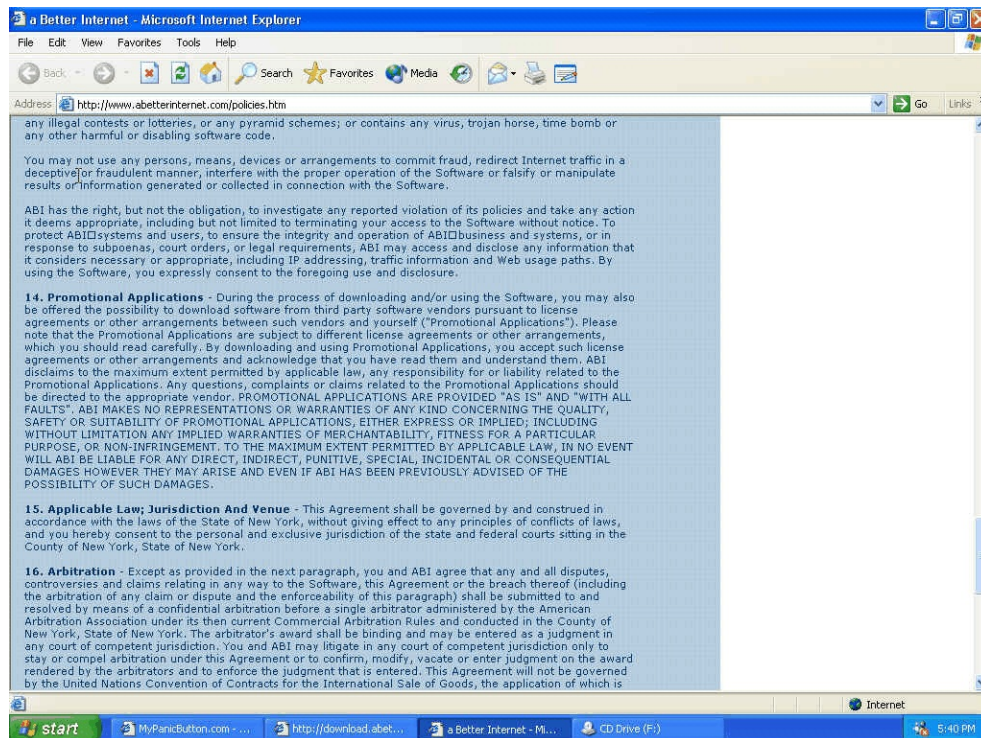 a Better Internet - Microsoft Internet Explorer
File Edit View Favorites Tools Help
Back Search Favorites Media
Address http://www.abetterinternet.com/policies.htm Go Links
any illegal contests or lotteries, or any pyramid schemes; or contains any virus, trojan horse, time bomb or
any other harmful or disabling software code.
You may not use any persons, means, devices or arrangements to commit fraud, redirect Internet traffic in a
deceptive or fraudulent manner, interfere with the proper operation of the Software or falsify or manipulate
results or information generated or collected in connection with the Software.
ABI has the right, but not the obligation, to investigate any reported violation of its policies and take any action
it deems appropriate, including but not limited to terminating your access to the Software without notice. To
protect ABI□systems and users, to ensure the integrity and operation of ABI□business and systems, or in
response to subpoenas, court orders, or legal requirements, ABI may access and disclose any information that
it considers necessary or appropriate, including IP addressing, traffic information and Web usage paths. By
using the Software, you expressly consent to the foregoing use and disclosure.
14. Promotional Applications - During the process of downloading and/or using the Software, you may also
be offered the possibility to download software from third party software vendors pursuant to license
agreements or other arrangements between such vendors and yourself ("Promotional Applications"). Please
note that the Promotional Applications are subject to different license agreements or other arrangements,
which you should read carefully. By downloading and using Promotional Applications, you accept such license
agreements or other arrangements and acknowledge that you have read them and understand them. ABI
disclaims to the maximum extent permitted by applicable law, any responsibility for or liability related to the
Promotional Applications. Any questions, complaints or claims related to the Promotional Applications should
be directed to the appropriate vendor. PROMOTIONAL APPLICATIONS ARE PROVIDED "AS IS" AND "WITH ALL
FAULTS". ABI MAKES NO REPRESENTATIONS OR WARRANTIES OF ANY KIND CONCERNING THE QUALITY,
SAFETY OR SUITABILITY OF PROMOTIONAL APPLICATIONS, EITHER EXPRESS OR IMPLIED; INCLUDING
WITHOUT LIMITATION ANY IMPLIED WARRANTIES OF MERCHANTABILITY, FITNESS FOR A PARTICULAR
PURPOSE, OR NON-INFRINGEMENT. TO THE MAXIMUM EXTENT PERMITTED BY APPLICABLE LAW, IN NO EVENT
WILL ABI BE LIABLE FOR ANY DIRECT, INDIRECT, PUNITIVE, SPECIAL, INCIDENTAL OR CONSEQUENTIAL
DAMAGES HOWEVER THEY MAY ARISE AND EVEN IF ABI HAS BEEN PREVIOUSLY ADVISED OF THE
POSSIBILITY OF SUCH DAMAGES.
15. Applicable Law; Jurisdiction And Venue - This Agreement shall be governed by and construed in
accordance with the laws of the State of New York, without giving effect to any principles of conflicts of laws,
and you hereby consent to the personal and exclusive jurisdiction of the state and federal courts sitting in the
County of New York, State of New York.
16. Arbitration - Except as provided in the next paragraph, you and ABI agree that any and all disputes,
controversies and claims relating in any way to the Software, this Agreement or the breach thereof (including
the arbitration of any claim or dispute and the enforceability of this paragraph) shall be submitted to and
resolved by means of a confidential arbitration before a single arbitrator administered by the American
Arbitration Association under its then current Commercial Arbitration Rules and conducted in the County of
New York, State of New York. The arbitrator's award shall be binding and may be entered as a judgment in
any court of competent jurisdiction. You and ABI may litigate in any court of competent jurisdiction only to
stay or compel arbitration under this Agreement or to confirm, modify, vacate or enter judgment on the award
rendered by the arbitrators and to enforce the judgment that is entered. This Agreement will not be governed
by the United Nations Convention of Contracts for the International Sale of Goods, the application of which is
Internet
start MyPanicButton.com - ... http://download.abet... a Better Internet - Mi... CD Drive (F:) 5:40 PM